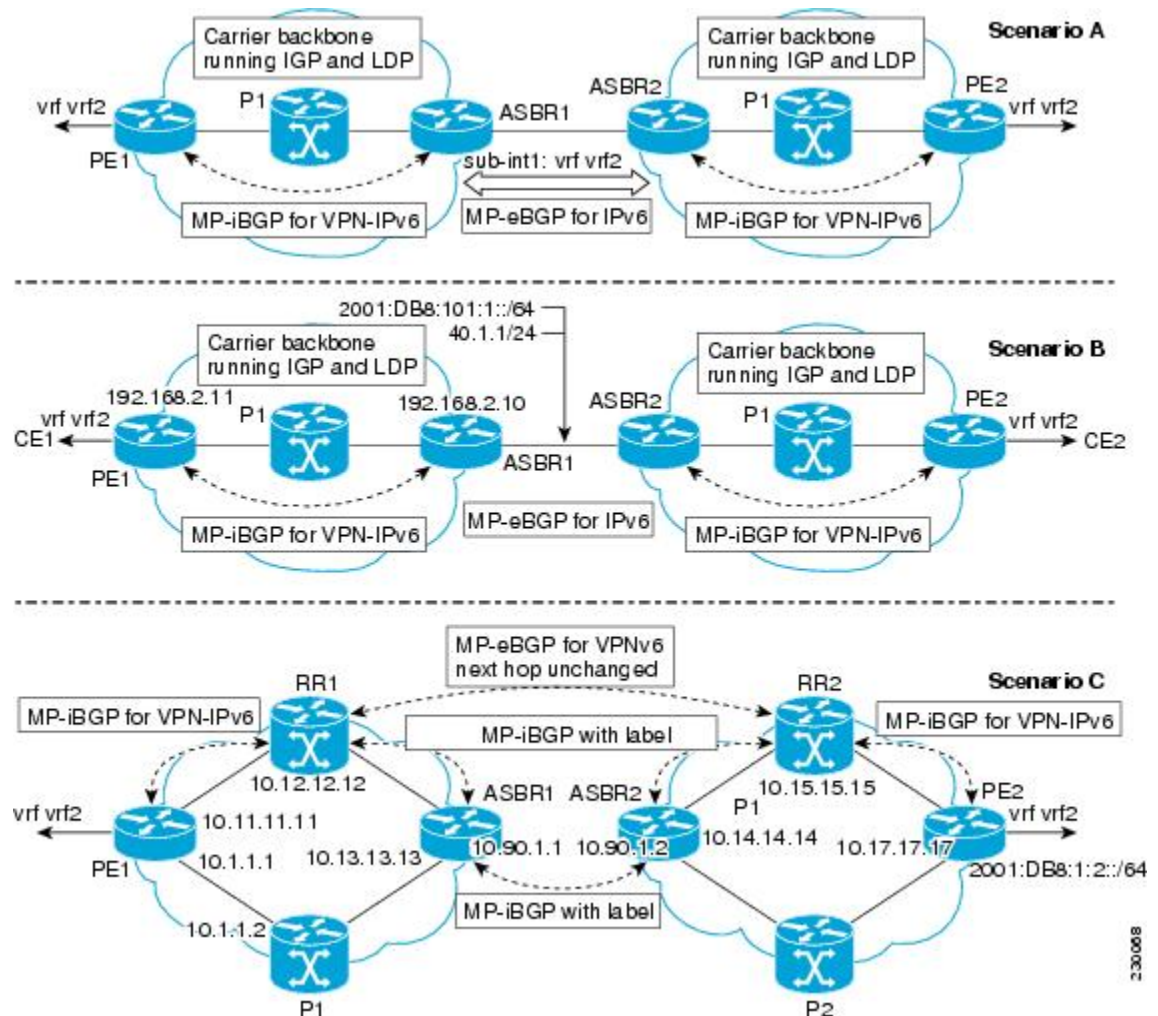 Scenario A
Carrier backbone
running IGP and LDP
Carrier backbone
running IGP and LDP
P1
ASBR2
P1
PE2
vrf vrf2
ASBR1
vrf vrf2
PE1
sub-int1: vrf vrf2
MP-iBGP for VPN-IPv6
MP-eBGP for IPv6
MP-iBGP for VPN-IPv6
2001:DB8:101:1::/64
40.1.1/24
Scenario B
Carrier backbone
running IGP and LDP
Carrier backbone
running IGP and LDP
192.168.2.11
P1
192.168.2.10
ASBR2
P1
PE2
vrf vrf2
vrf vrf2
CE1
CE2
PE1
ASBR1
MP-iBGP for VPN-IPv6
MP-eBGP for IPv6
MP-iBGP for VPN-IPv6
MP-eBGP for VPNv6
next hop unchanged
Scenario C
RR1
RR2
MP-iBGP for VPN-IPv6
MP-iBGP for VPN-IPv6
MP-iBGP with label
10.12.12.12
10.15.15.15
ASBR1
ASBR2
PE2
P1
vrf vrf2
vrf vrf2
10.11.11.11
10.14.14.14
PE1
10.1.1.1
10.13.13.13
10.90.1.1
10.90.1.2
10.17.17.17
2001:DB8:1:2::/64
MP-iBGP with label
10.1.1.2
P1
P2
230068